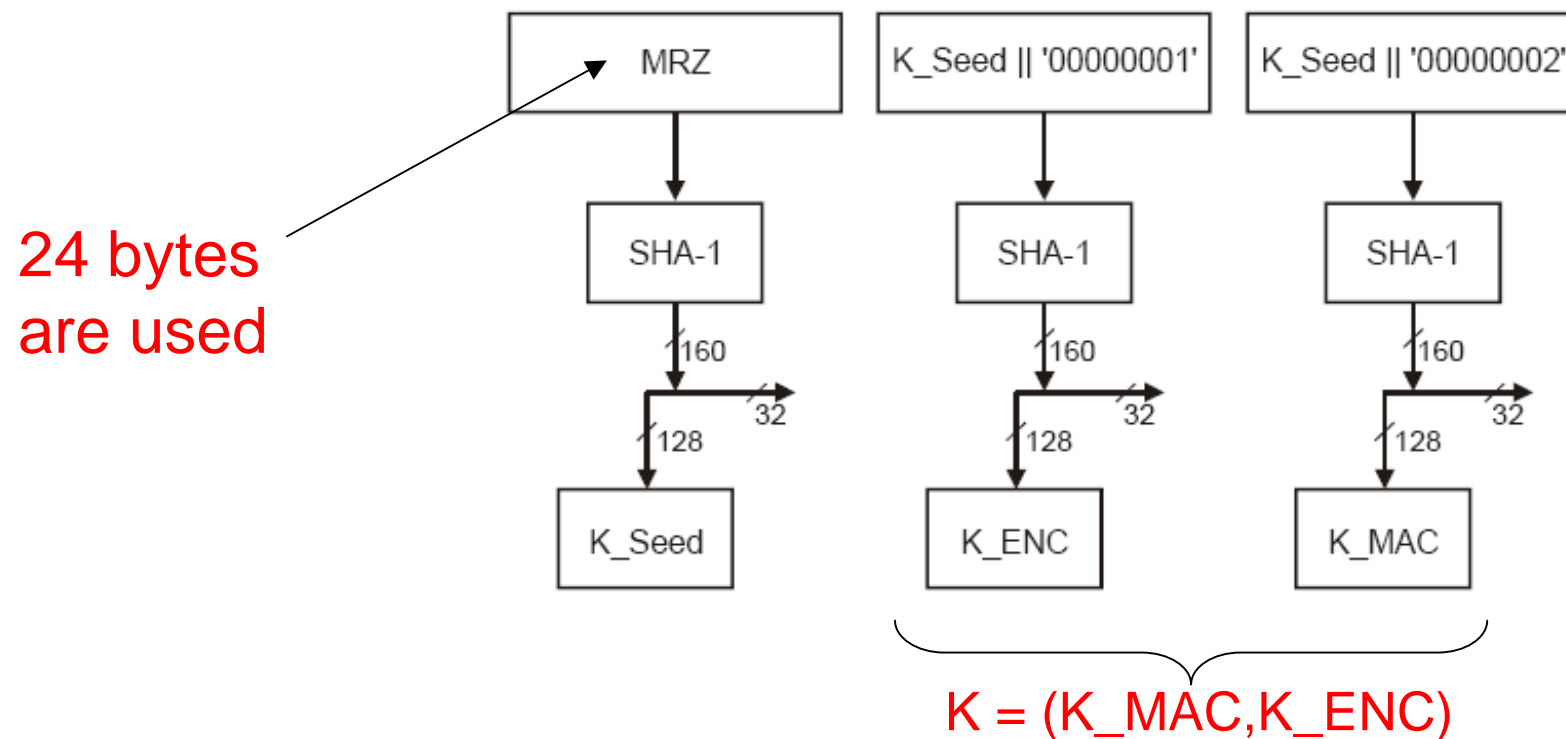 MRZ
K_Seed || '00000001'
K_Seed || '00000002'
24 bytes
are used
SHA-1
SHA-1
SHA-1
160
160
160
32
32
32
128
128
128
K_Seed
K_ENC
K_MAC
K = (K_MAC,K_ENC)